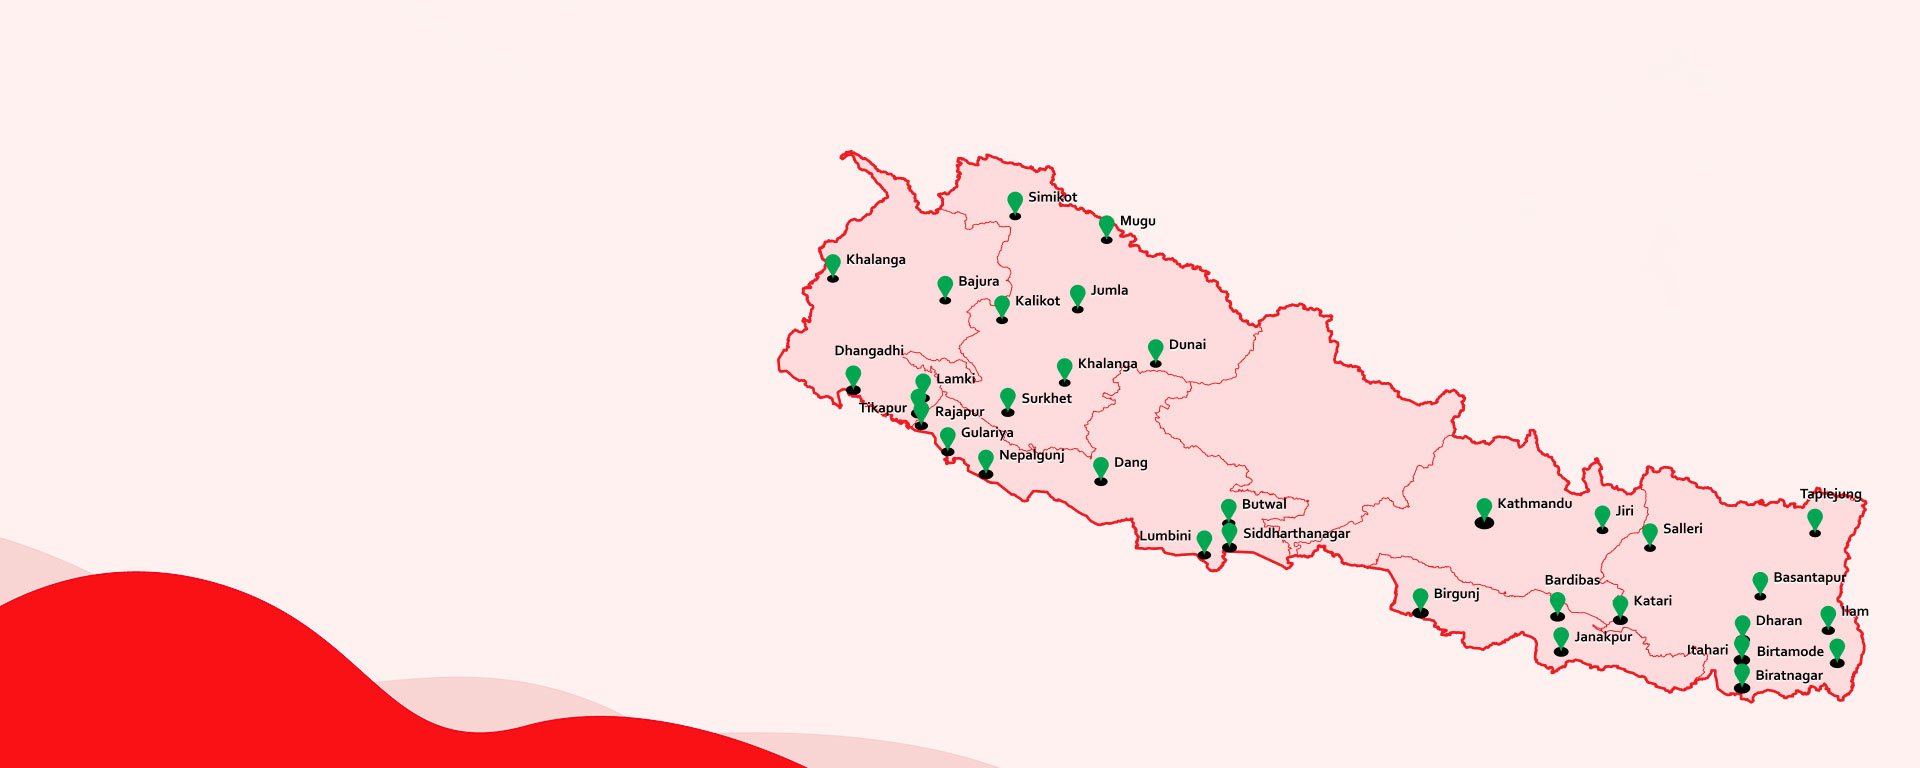 Simikot
Mugu
Khalanga
Bajura
Jumla
Kalikot
Dunai
Dhangadhi
Khalanga
Lamki
Surkhet
Tikapur
Rajapur
Gulariya
Nepalgunj
Dang
Taplejung
Kathmandu
Butwal
Jiri
Salleri
Siddharthanagar
Lumbini
Basantapur
Bardibas
Birgunj
Katari
Ilam
Dharan
Janakpur
Itahari
Birtamode
Biratnagar